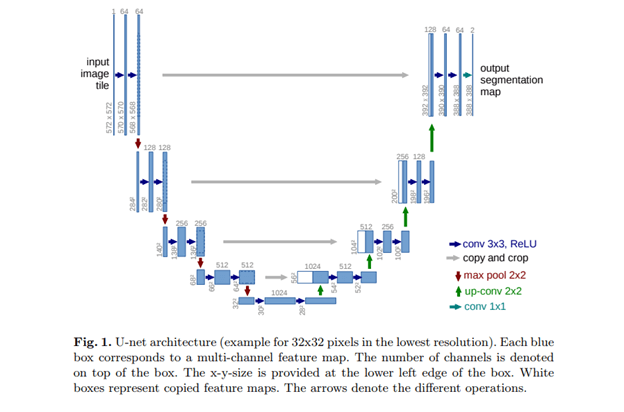 1 64 64
128 64 64 2
input
image
tile
output
segmentation
map
572 x 572
570 x 570
568 x 568
392 x 392
390 x 390
388 x 388
388 x 388
128 128
256 128
284²
282²
280²
200²
198²
196²
256 256
512 256
140²
138²
136²
104²
102²
100²
conv 3x3, ReLU
copy and crop
max pool 2x2
up-conv 2x2
conv 1x1
512 512
1024 512
68²
66²
64²
56²
54²
52²
1024
32²
30²
28²
Fig. 1. U-net architecture (example for 32x32 pixels in the lowest resolution). Each blue
box corresponds to a multi-channel feature map. The number of channels is denoted
on top of the box. The x-y-size is provided at the lower left edge of the box. White
boxes represent copied feature maps. The arrows denote the different operations.